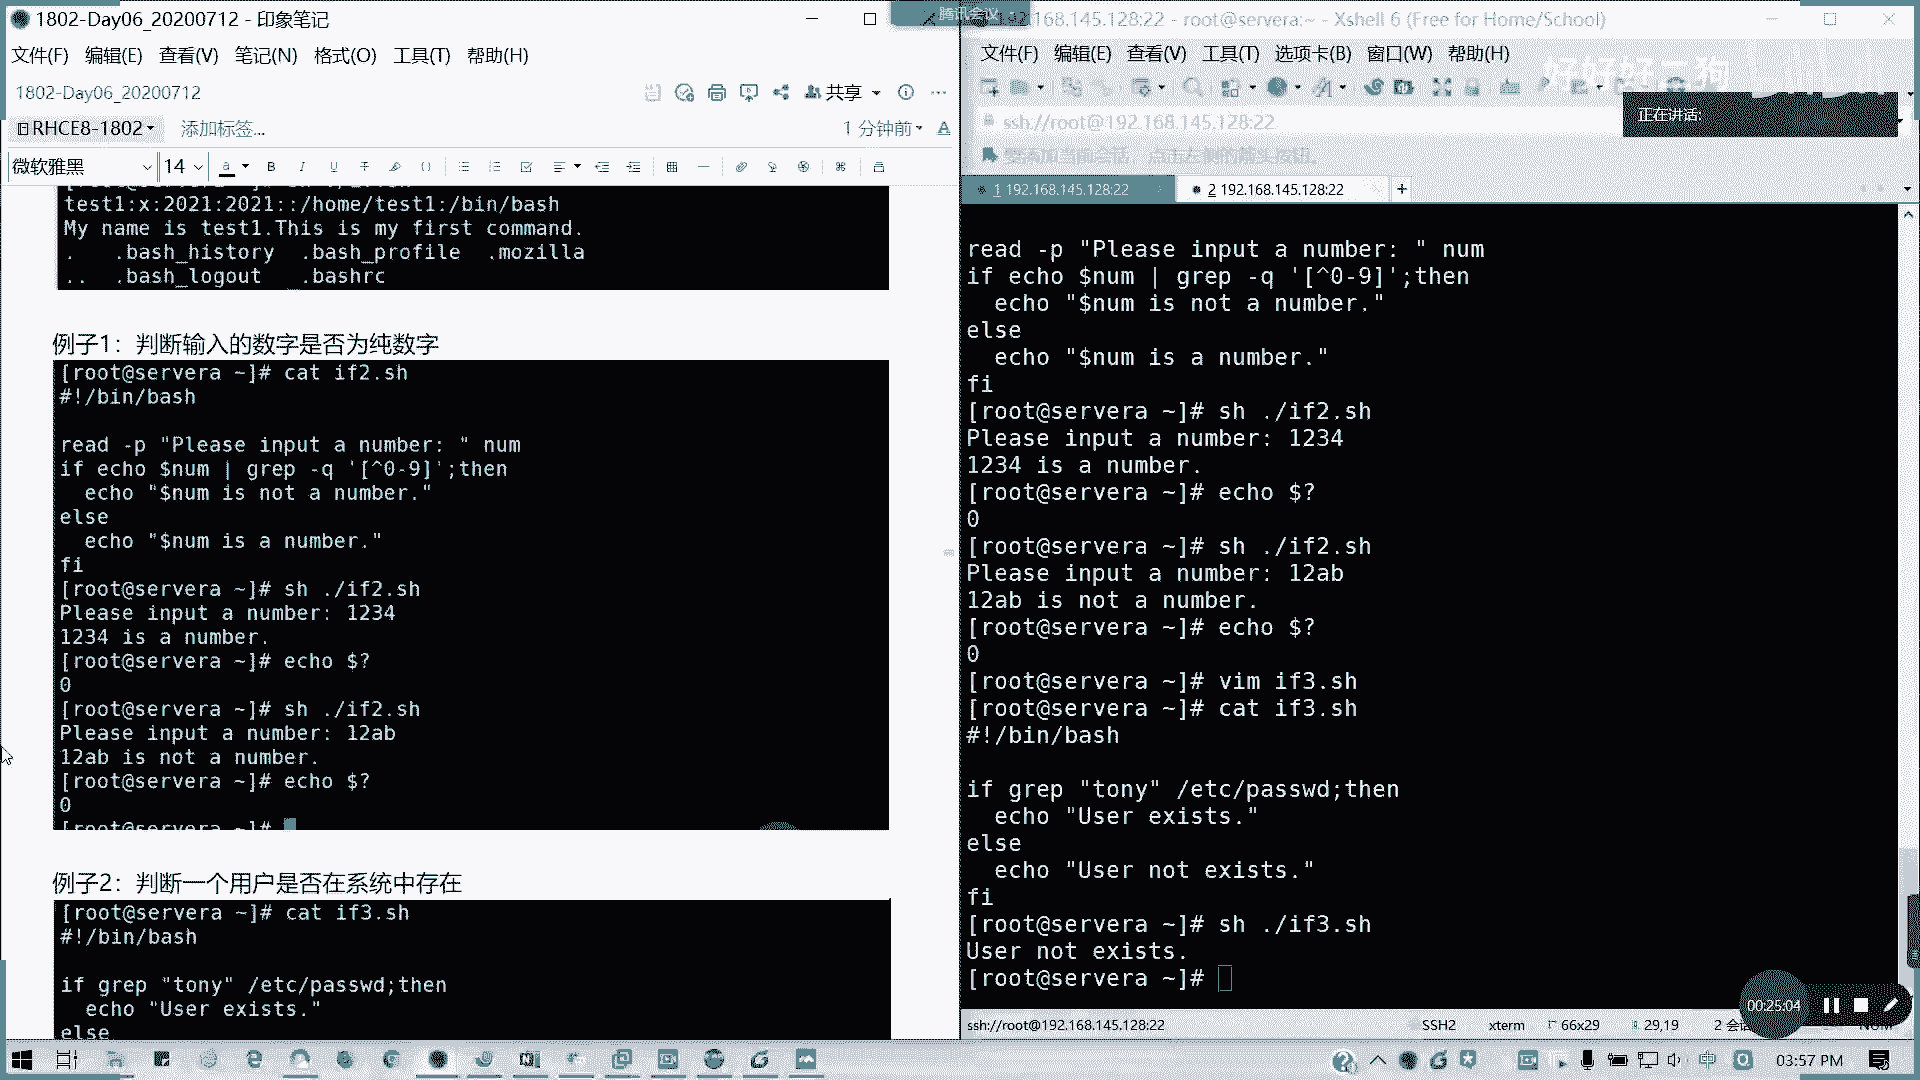 1802-Day06_20200712 - 印象笔记
文件(F) 编辑(E) 查看(V) 笔记(N) 格式(O) 工具(T) 帮助(H)
1802-Day06_20200712
共享
RHCE8-1802
添加标签...
1 分钟前
微软雅黑 14
test1:x:2021:2021::/home/test1:/bin/bash
My name is test1.This is my first command.
.   .bash_history  .bash_profile  .mozilla
..  .bash_logout   .bashrc
例子1：判断输入的数字是否为纯数字
[root@servera ~]# cat if2.sh
#!/bin/bash
read -p "Please input a number: " num
if echo $num | grep -q '[^0-9]';then
  echo "$num is not a number."
else
  echo "$num is a number."
fi
[root@servera ~]# sh ./if2.sh
Please input a number: 1234
1234 is a number.
[root@servera ~]# echo $?
0
[root@servera ~]# sh ./if2.sh
Please input a number: 12ab
12ab is not a number.
[root@servera ~]# echo $?
0
[root@servera ~]#
例子2：判断一个用户是否在系统中存在
[root@servera ~]# cat if3.sh
#!/bin/bash
if grep "tony" /etc/passwd;then
  echo "User exists."
else
腾讯会议
192.168.145.128:22 - root@servera:~ - Xshell 6 (Free for Home/School)
文件(F) 编辑(E) 查看(V) 工具(T) 选项卡(B) 窗口(W) 帮助(H)
好好好二狗
正在讲话:
ssh://root@192.168.145.128:22
要添加当前会话，点击左侧的箭头按钮。
1 192.168.145.128:22
2 192.168.145.128:22
read -p "Please input a number: " num
if echo $num | grep -q '[^0-9]';then
  echo "$num is not a number."
else
  echo "$num is a number."
fi
[root@servera ~]# sh ./if2.sh
Please input a number: 1234
1234 is a number.
[root@servera ~]# echo $?
0
[root@servera ~]# sh ./if2.sh
Please input a number: 12ab
12ab is not a number.
[root@servera ~]# echo $?
0
[root@servera ~]# vim if3.sh
[root@servera ~]# cat if3.sh
#!/bin/bash
if grep "tony" /etc/passwd;then
  echo "User exists."
else
  echo "User not exists."
fi
[root@servera ~]# sh ./if3.sh
User not exists.
[root@servera ~]#
00:25:04
ssh://root@192.168.145.128:22 SSH2 xterm 66x29 29,19 2 会 NUM
中 03:57 PM